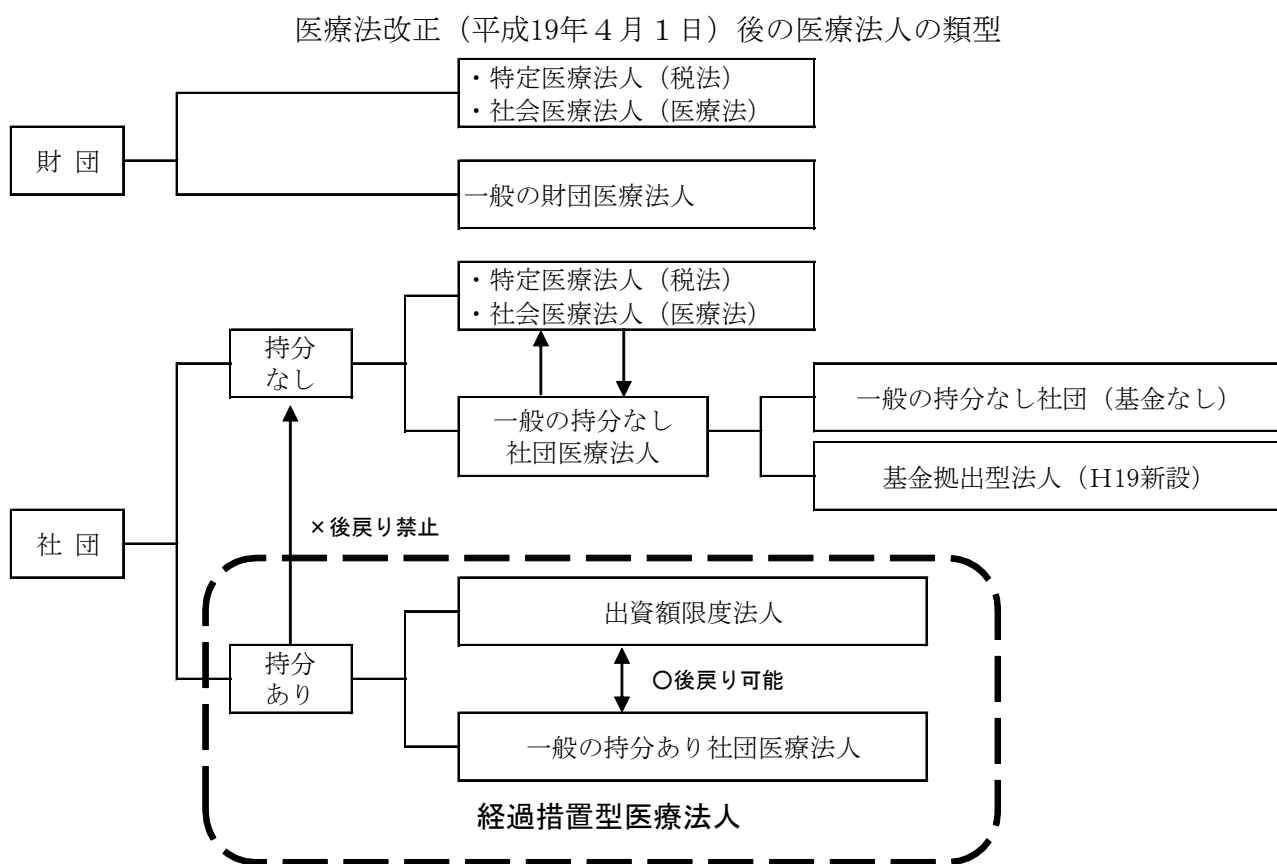 医療法改正（平成19年４月１日）後の医療法人の類型
・特定医療法人（税法）
・社会医療法人（医療法）
財 団
一般の財団医療法人
・特定医療法人（税法）
・社会医療法人（医療法）
持分
なし
一般の持分なし
社団医療法人
一般の持分なし社団（基金なし）
基金拠出型法人（H19新設）
社 団
×後戻り禁止
出資額限度法人
持分
あり
○後戻り可能
一般の持分あり社団医療法人
経過措置型医療法人